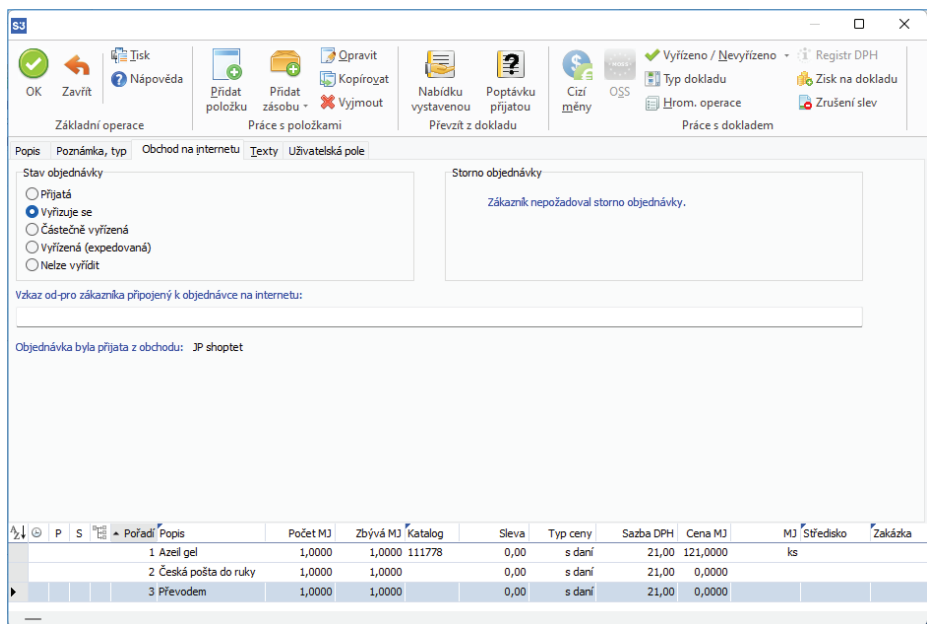 S3
OK
Zavřít
Tisk
Nápověda
Základní operace
Přidat položku
Přidat zásobu
Opravit
Kopírovat
Vyjmout
Práce s položkami
Nabídku vystavenou
Poptávku přijatou
Převzít z dokladu
Cizí měny
OSS
Vyřízeno / Nevyřízeno
Typ dokladu
Hrom. operace
Registr DPH
Zisk na dokladu
Zrušení slev
Práce s dokladem
Popis Poznámka, typ Obchod na internetu Texty Uživatelská pole
Stav objednávky
Přijatá
Vyřizuje se
Částečně vyřízená
Vyřízená (expedovaná)
Nelze vyřídit
Storno objednávky
Zákazník nepožadoval storno objednávky.
Vzkaz od-pro zákazníka připojený k objednávce na internetu:
Objednávka byla přijata z obchodu: JP shoptet
P S Pořadí Popis Počet MJ Zbývá MJ Katalog Sleva Typ ceny Sazba DPH Cena MJ MJ Středisko Zakázka
1 Azeil gel 1,0000 1,0000 111778 0,00 s daní 21,00 121,0000 ks
2 Česká pošta do ruky 1,0000 1,0000 0,00 s daní 21,00 0,0000
3 Převodem 1,0000 1,0000 0,00 s daní 21,00 0,0000